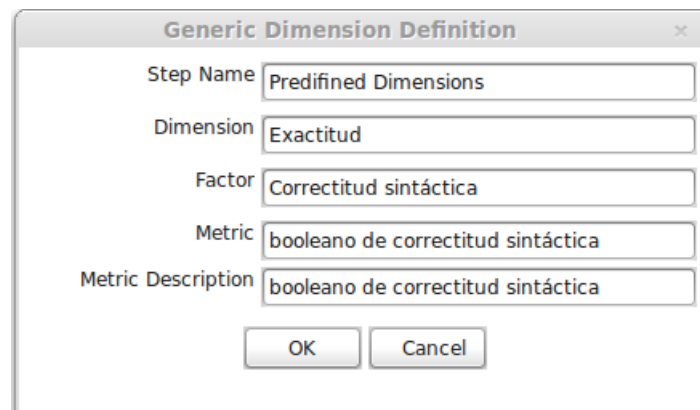 Generic Dimension Definition
Step Name Predifined Dimensions
Dimension Exactitud
Factor Correctitud sintáctica
Metric booleano de correctitud sintáctica
Metric Description booleano de correctitud sintáctica
OK Cancel